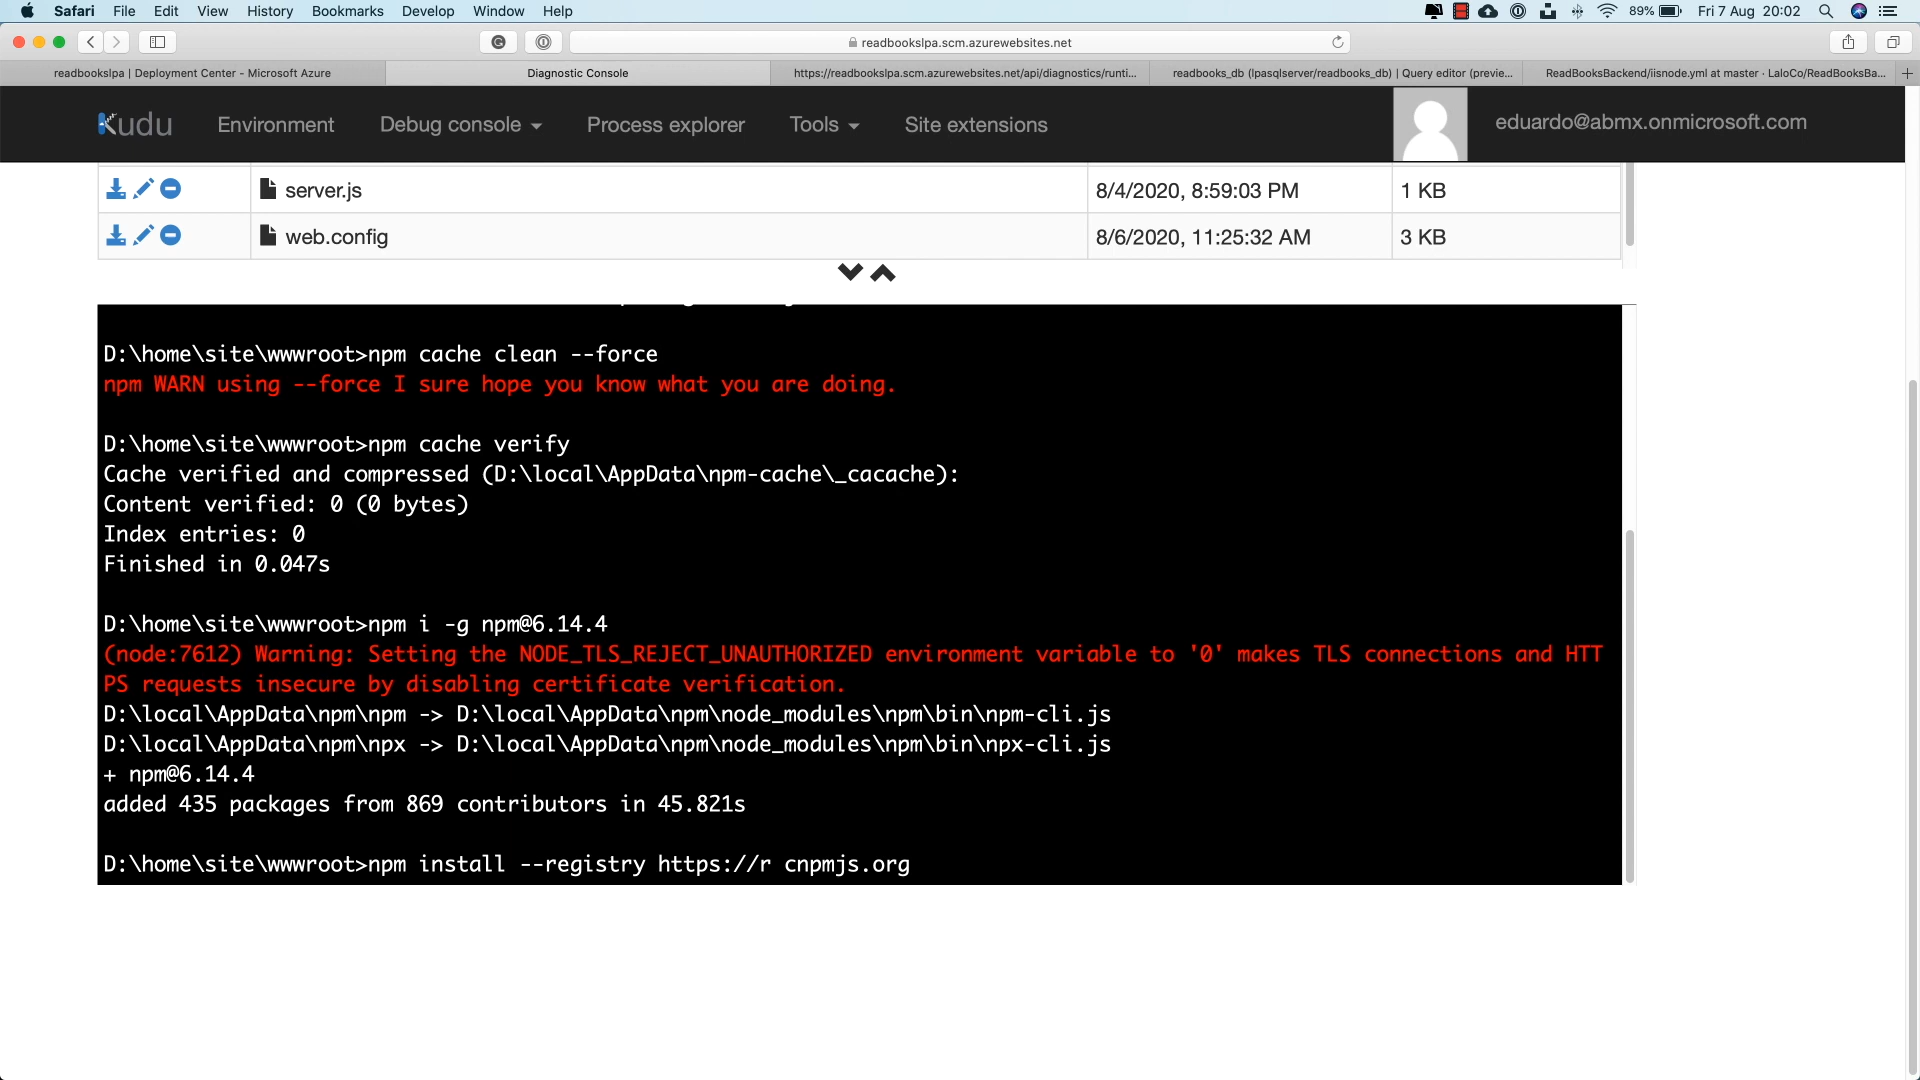 Safari File Edit View History Bookmarks Develop Window Help 89% Fri 7 Aug 20:02
readbookslpa.scm.azurewebsites.net
readbookslpa | Deployment Center - Microsoft Azure
Diagnostic Console
https://readbookslpa.scm.azurewebsites.net/api/diagnostics/runti...
readbooks_db (lpasqlserver/readbooks_db) | Query editor (previe...
ReadBooksBackend/iisnode.yml at master · LaloCo/ReadBooksBa...
Kudu Environment Debug console Process explorer Tools Site extensions eduardo@abmx.onmicrosoft.com
server.js 8/4/2020, 8:59:03 PM 1 KB
web.config 8/6/2020, 11:25:32 AM 3 KB
D:\home\site\wwwroot>npm cache clean --force
npm WARN using --force I sure hope you know what you are doing.
D:\home\site\wwwroot>npm cache verify
Cache verified and compressed (D:\local\AppData\npm-cache\_cacache):
Content verified: 0 (0 bytes)
Index entries: 0
Finished in 0.047s
D:\home\site\wwwroot>npm i -g npm@6.14.4
(node:7612) Warning: Setting the NODE_TLS_REJECT_UNAUTHORIZED environment variable to '0' makes TLS connections and HTT
PS requests insecure by disabling certificate verification.
D:\local\AppData\npm\npm -> D:\local\AppData\npm\node_modules\npm\bin\npm-cli.js
D:\local\AppData\npm\npx -> D:\local\AppData\npm\node_modules\npm\bin\npx-cli.js
+ npm@6.14.4
added 435 packages from 869 contributors in 45.821s
D:\home\site\wwwroot>npm install --registry https://r cnpmjs.org